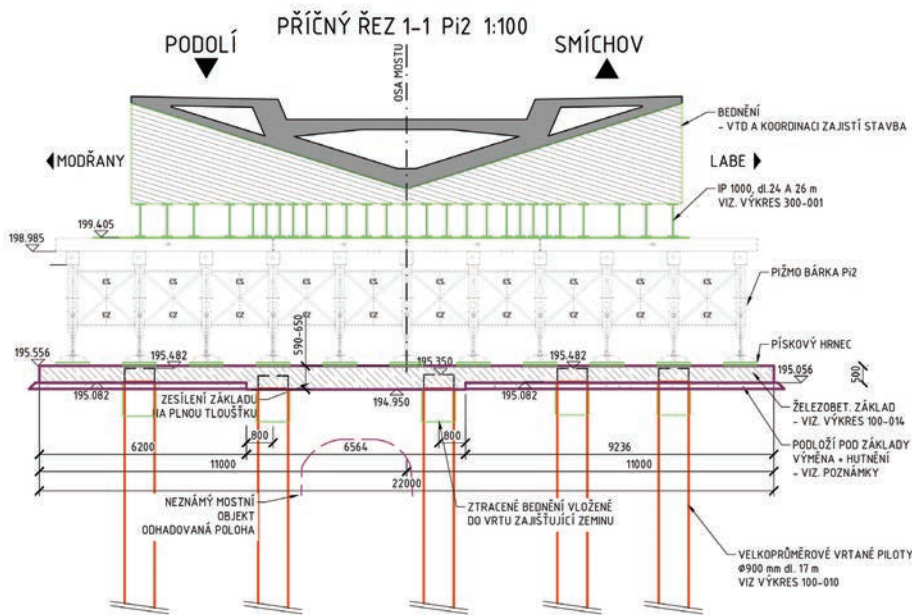 PŘÍČNÝ ŘEZ 1-1 Pi2 1:100
PODOLÍ
SMÍCHOV
OSA MOSTU
BEDNĚNÍ
- VTD A KOORDINACI ZAJISTÍ STAVBA
MODŘANY
LABE
IP 1000, dl.24 A 26 m
VIZ. VÝKRES 300-001
199.405
198.985
PIŽMO BÁRKA Pi2
590-650
PÍSKOVÝ HRNEC
195.556
195.482
195.350
195.482
195.056
500
195.082
ZESÍLENÍ ZÁKLADU
NA PLNOU TLOUŠŤKU
194.950
195.082
ŽELEZOBET. ZÁKLAD
- VIZ. VÝKRES 100-014
PODLOŽÍ POD ZÁKLADY
VÝMĚNA + HUTNĚNÍ
- VIZ. POZNÁMKY
800
800
6200
6564
9236
11000
11000
22000
NEZNÁMÝ MOSTNÍ
OBJEKT
ODHADOVANÁ POLOHA
ZTRACENÉ BEDNĚNÍ VLOŽENÉ
DO VRTU ZAJIŠŤUJÍCÍ ZEMINU
VELKOPRŮMĚROVÉ VRTANÉ PILOTY
Ø900 mm dl. 17 m
VIZ VÝKRES 100-010